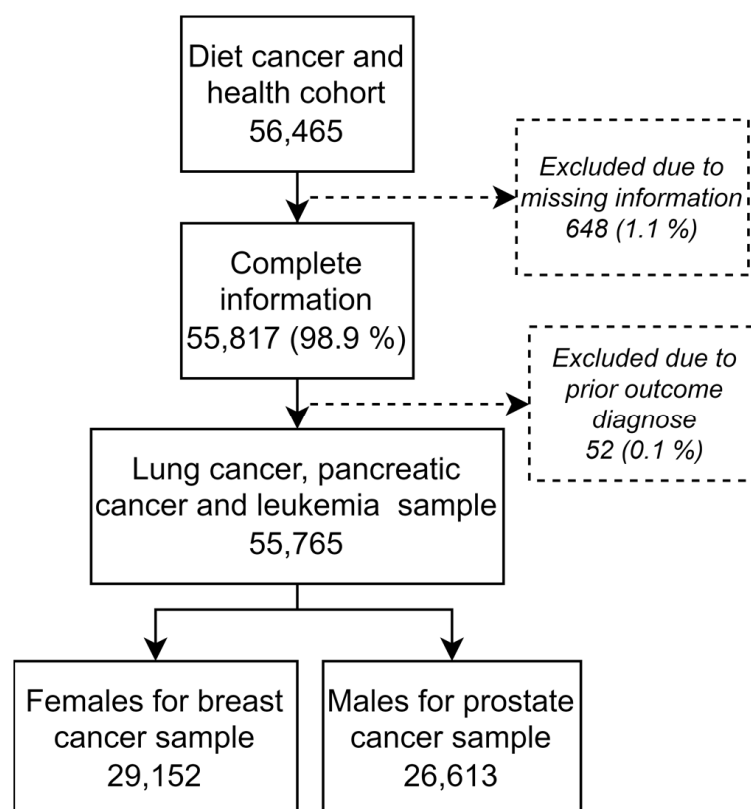 Diet cancer and
health cohort
56,465
Excluded due to
missing information
648 (1.1 %)
Complete
information
55,817 (98.9 %)
Excluded due to
prior outcome
diagnose
52 (0.1 %)
Lung cancer, pancreatic
cancer and leukemia sample
55,765
Females for breast
cancer sample
29,152
Males for prostate
cancer sample
26,613